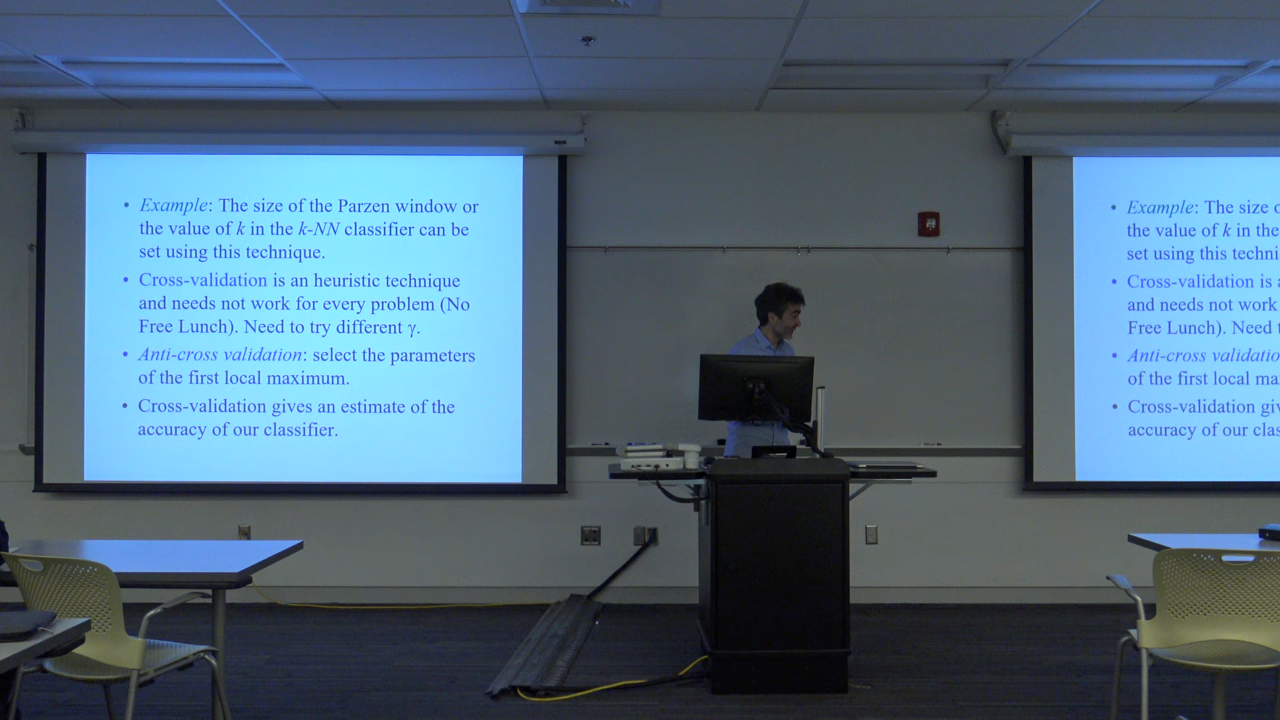 • Example: The size of the Parzen window or
the value of k in the k-NN classifier can be
set using this technique.
• Cross-validation is an heuristic technique
and needs not work for every problem (No
Free Lunch). Need to try different γ.
• Anti-cross validation: select the parameters
of the first local maximum.
• Cross-validation gives an estimate of the
accuracy of our classifier.
• Example: The size
the value of k in the
set using this techni
• Cross-validation is
and needs not work
Free Lunch). Need
• Anti-cross validatio
of the first local ma
• Cross-validation giv
accuracy of our clas